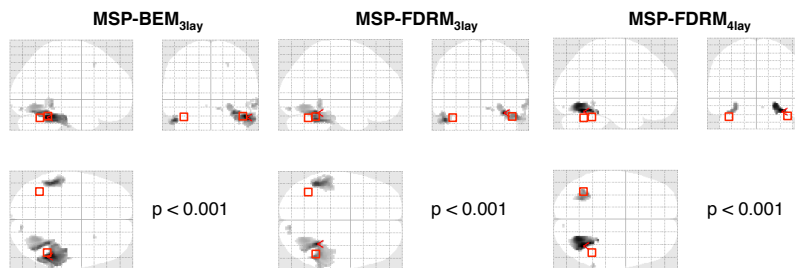 MSP-BEM3lay MSP-FDRM3lay MSP-FDRM4lay
p < 0.001 p < 0.001 p < 0.001